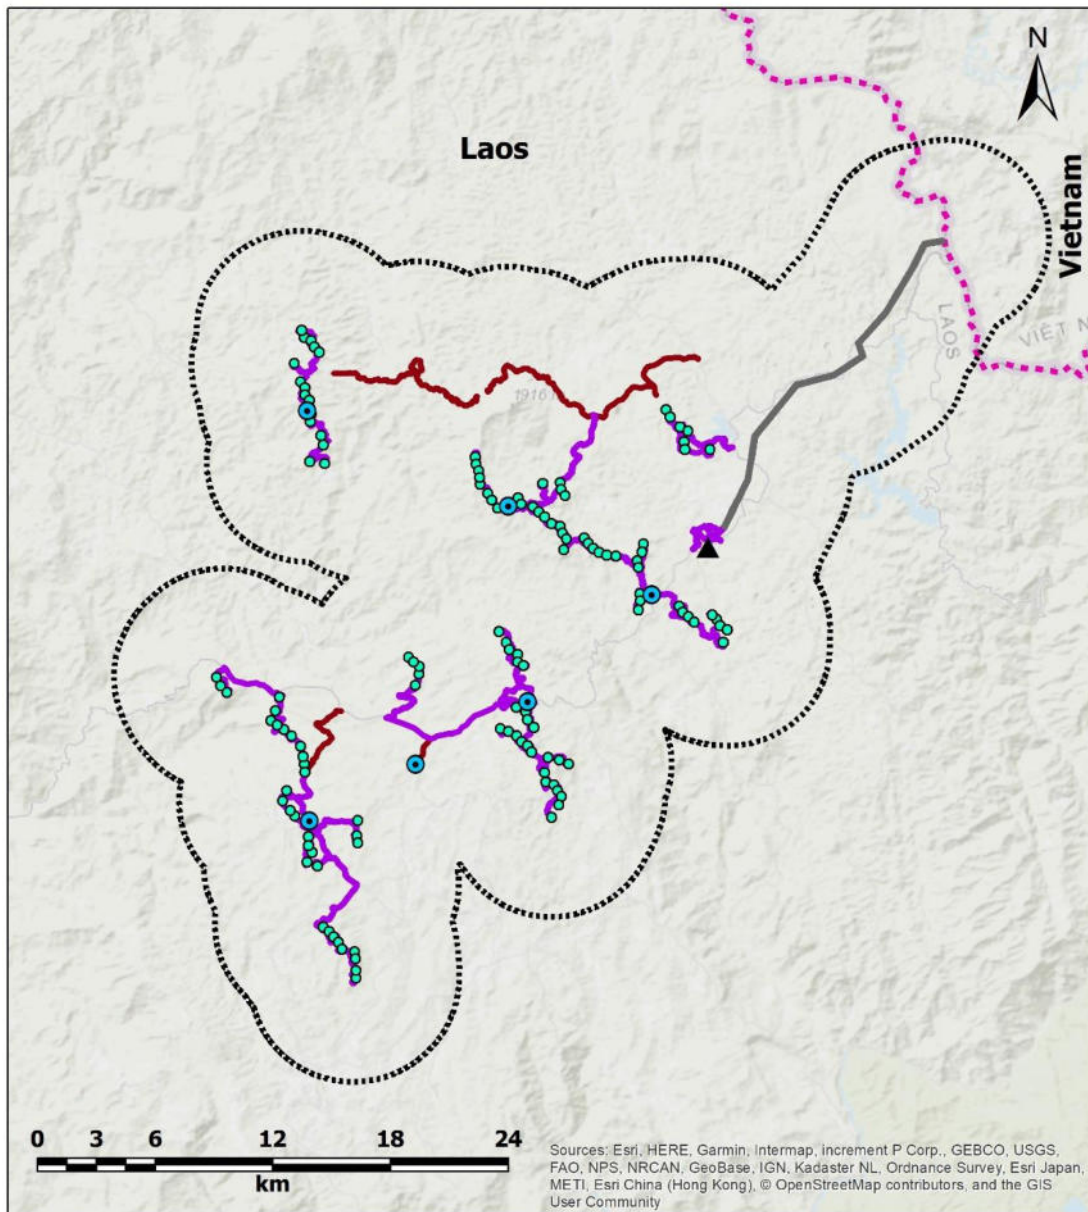 N
Laos
Vietnam
LAOS
VIÊT N
1916
0 3 6 12 18 24
km
Sources: Esri, HERE, Garmin, Intermap, increment P Corp., GEBCO, USGS,
FAO, NPS, NRCAN, GeoBase, IGN, Kadaster NL, Ordnance Survey, Esri Japan,
METI, Esri China (Hong Kong), © OpenStreetMap contributors, and the GIS
User Community